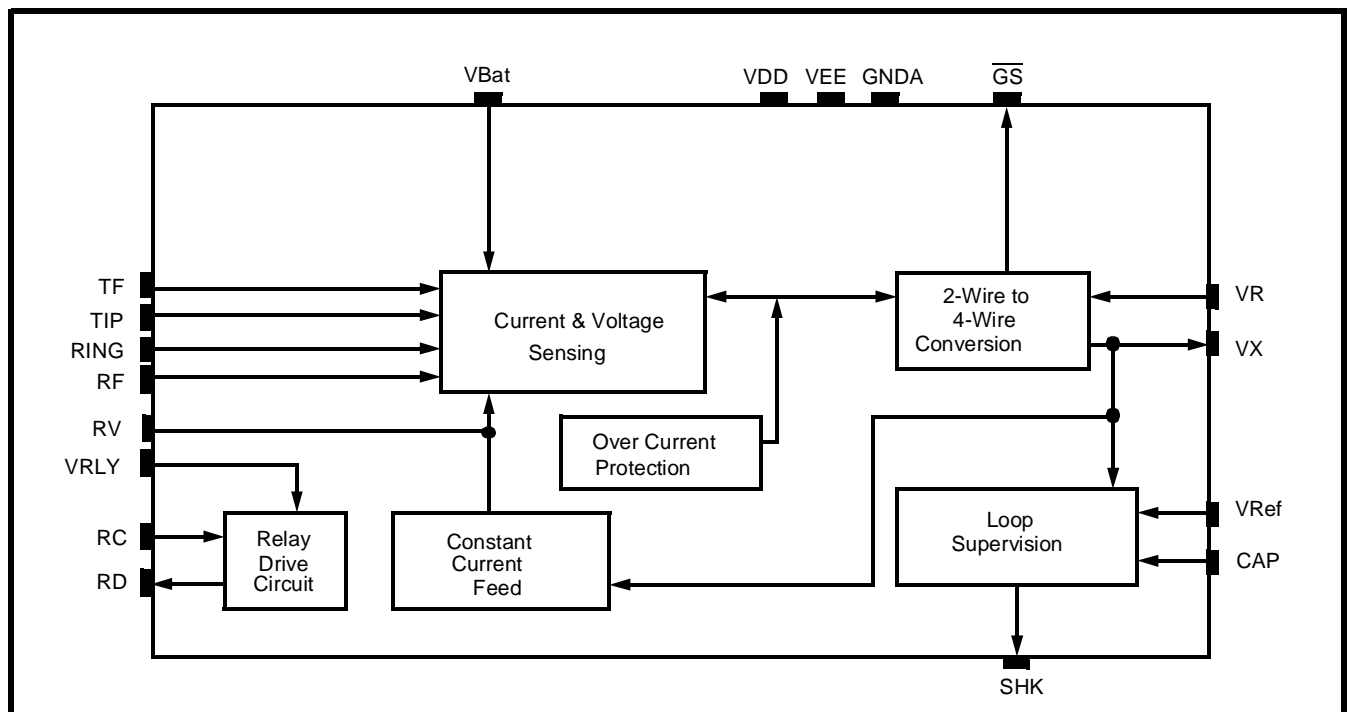 VBat
VDD
VEE
GNDA
GS
TF
TIP
RING
RF
RV
VRLY
RC
RD
Current & Voltage
Sensing
2-Wire to
4-Wire
Conversion
VR
VX
Over Current
Protection
Relay
Drive
Circuit
Constant
Current
Feed
Loop
Supervision
VRef
CAP
SHK